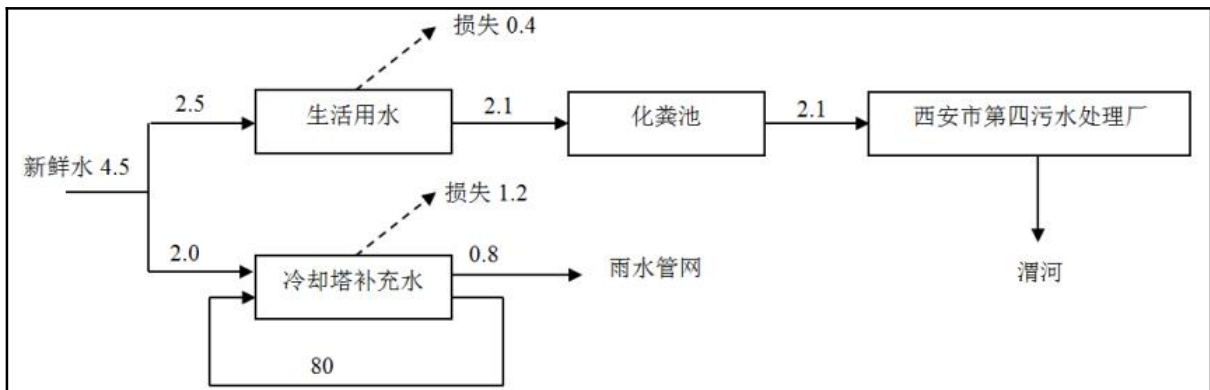 损失 0.4
2.5
生活用水
2.1
化粪池
2.1
西安市第四污水处理厂
新鲜水 4.5
损失 1.2
2.0
冷却塔补充水
0.8
雨水管网
渭河
80